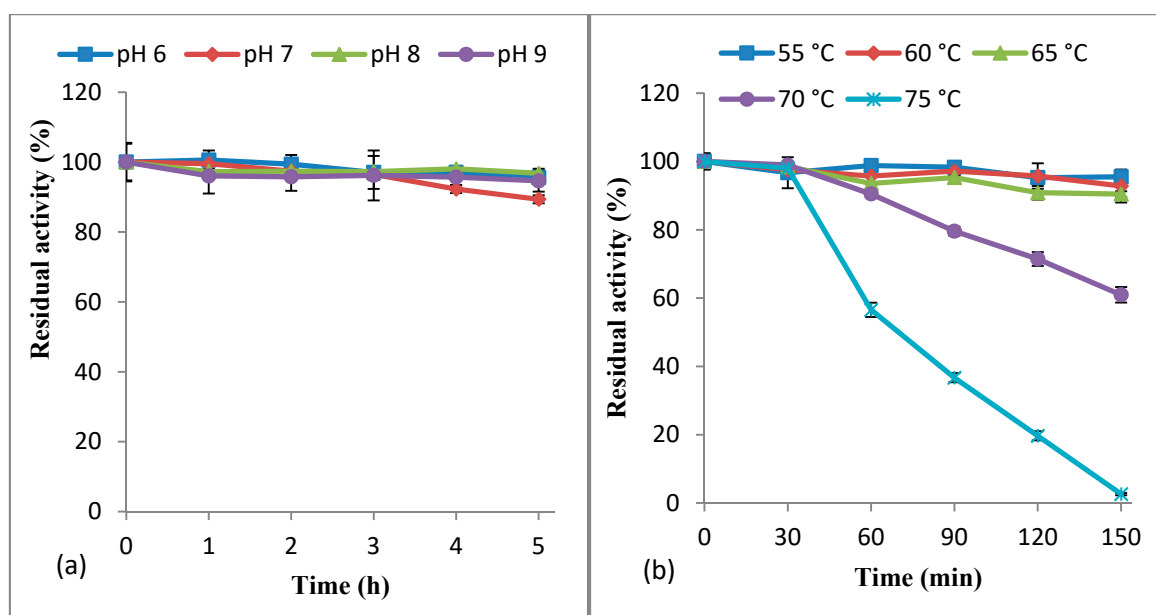 pH 6 pH 7 pH 8 pH 9
120
100
80
60
40
20
0
0 1 2 3 4 5
Residual activity (%)
Time (h)
(a)
55 °C 60 °C 65 °C
70 °C 75 °C
120
100
80
60
40
20
0
0 30 60 90 120 150
Residual activity (%)
Time (min)
(b)